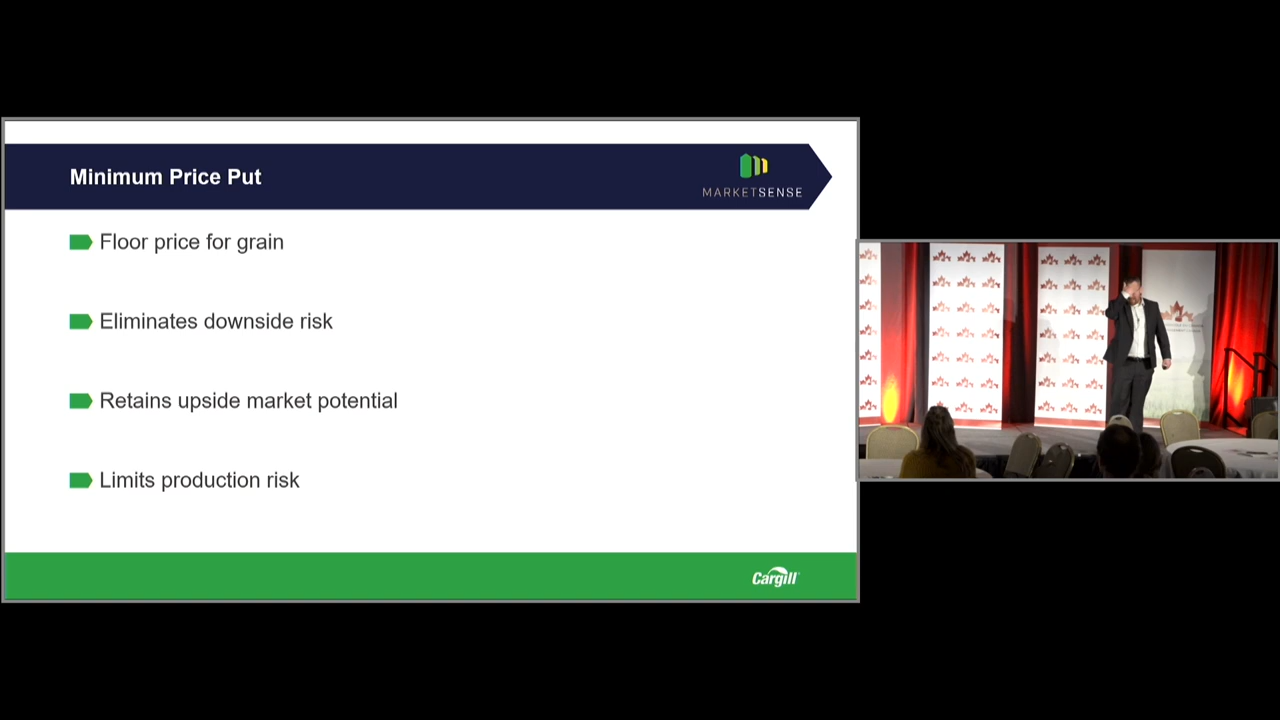 Minimum Price Put
MARKETSENSE
Floor price for grain
Eliminates downside risk
Retains upside market potential
Limits production risk
Cargill